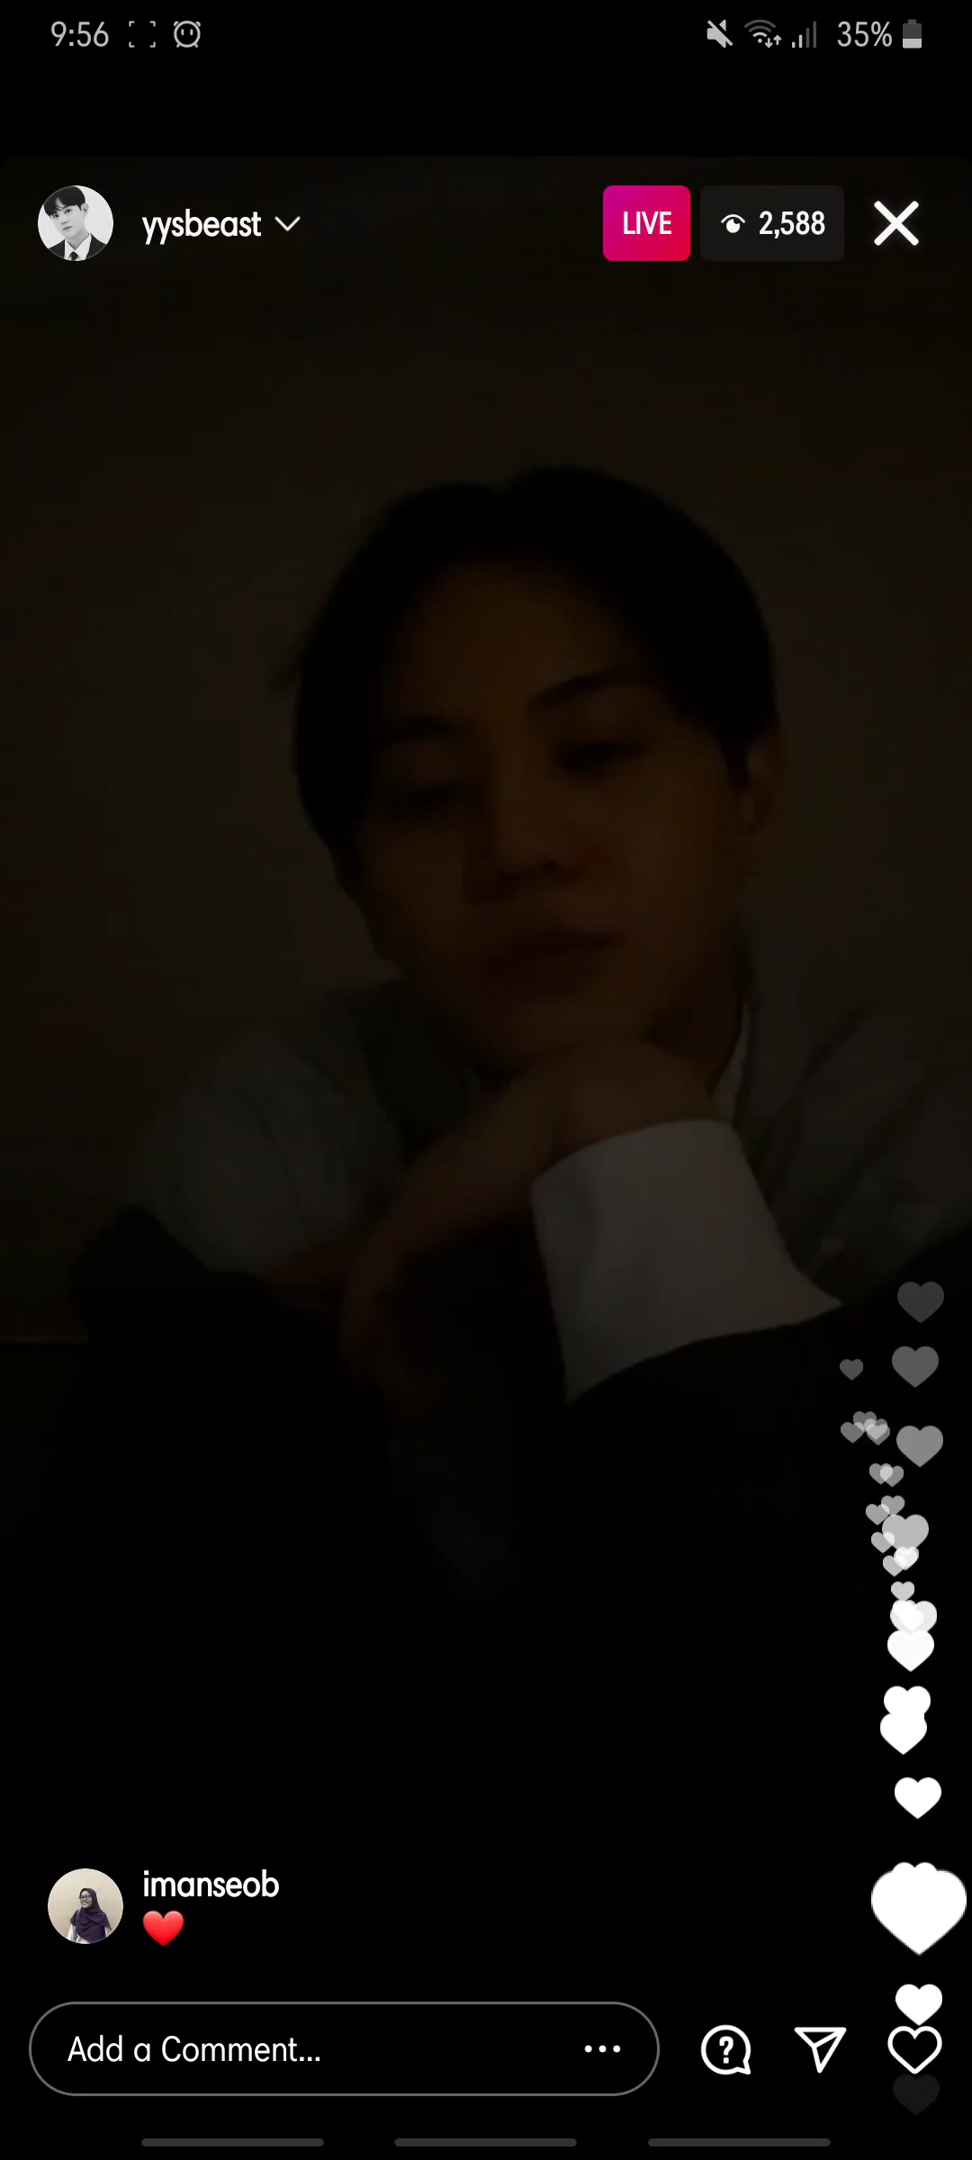 9:56
35%
yysbeast
LIVE
2,588
imanseob
❤️
Add a Comment...